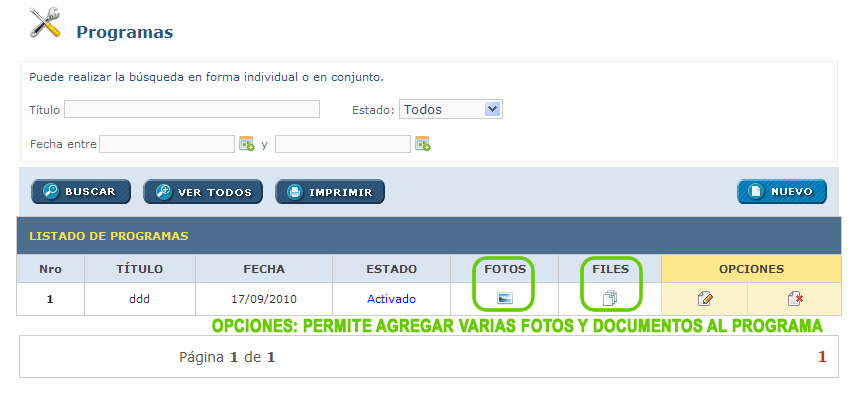 Programas
Puede realizar la búsqueda en forma individual o en conjunto.
Título Estado: Todos
Fecha entre y
BUSCAR VER TODOS IMPRIMIR NUEVO
LISTADO DE PROGRAMAS
Nro TÍTULO FECHA ESTADO FOTOS FILES OPCIONES
1 ddd 17/09/2010 Activado
OPCIONES: PERMITE AGREGAR VARIAS FOTOS Y DOCUMENTOS AL PROGRAMA
Página 1 de 1 1